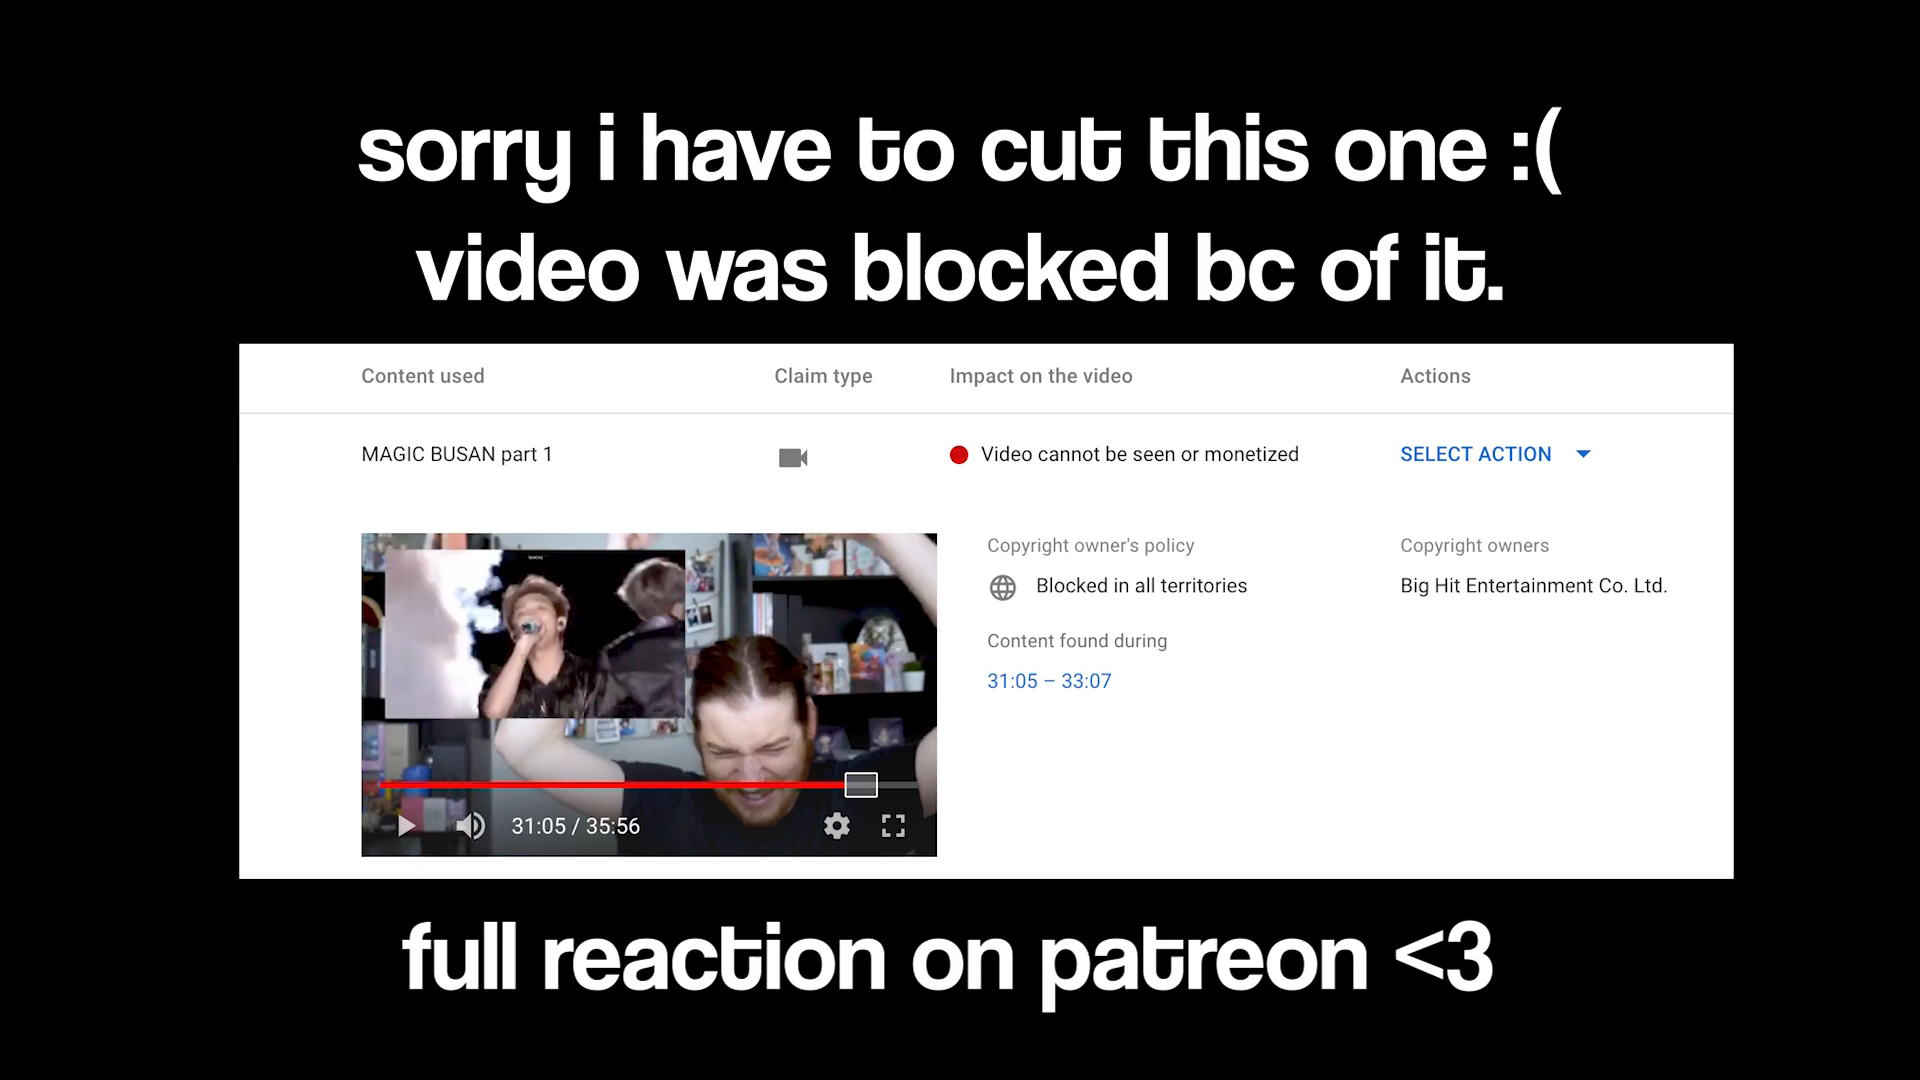 sorry i have to cut this one :(
video was blocked bc of it.
Content used Claim type Impact on the video Actions
MAGIC BUSAN part 1 Video cannot be seen or monetized SELECT ACTION
Copyright owner's policy Copyright owners
Blocked in all territories Big Hit Entertainment Co. Ltd.
Content found during
31:05 – 33:07
31:05 / 35:56
full reaction on patreon <3